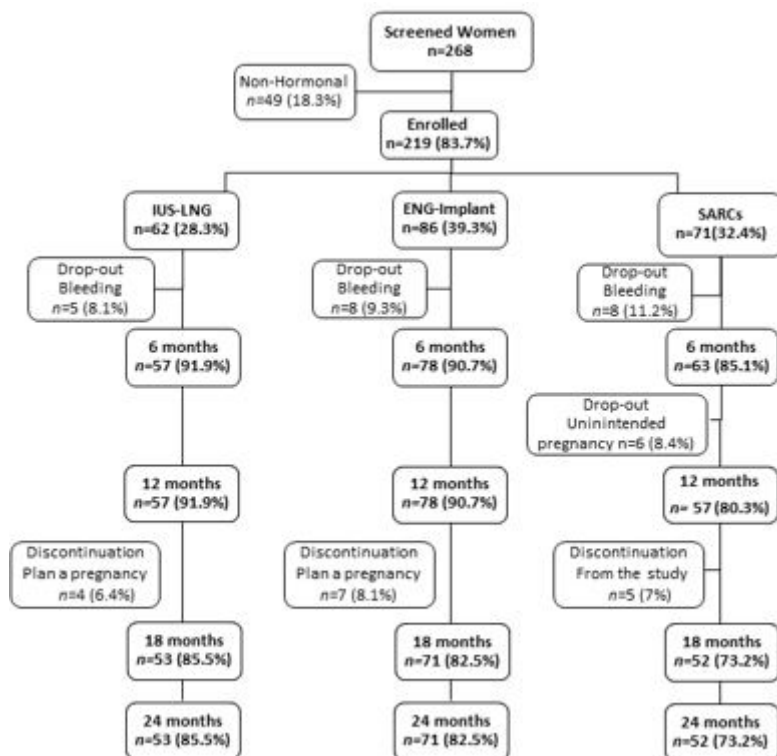 Screened Women
n=268
Non-Hormonal
n=49 (18.3%)
Enrolled
n=219 (83.7%)
IUS-LNG
n=62 (28.3%)
ENG-Implant
n=86 (39.3%)
SARCs
n=71(32.4%)
Drop-out
Bleeding
n=5 (8.1%)
Drop-out
Bleeding
n=8 (9.3%)
Drop-out
Bleeding
n=8 (11.2%)
6 months
n=57 (91.9%)
6 months
n=78 (90.7%)
6 months
n=63 (85.1%)
Drop-out
Unintended
pregnancy n=6 (8.4%)
12 months
n=57 (91.9%)
12 months
n=78 (90.7%)
12 months
n= 57 (80.3%)
Discontinuation
Plan a pregnancy
n=4 (6.4%)
Discontinuation
Plan a pregnancy
n=7 (8.1%)
Discontinuation
From the study
n=5 (7%)
18 months
n=53 (85.5%)
18 months
n=71 (82.5%)
18 months
n=52 (73.2%)
24 months
n=53 (85.5%)
24 months
n=71 (82.5%)
24 months
n=52 (73.2%)